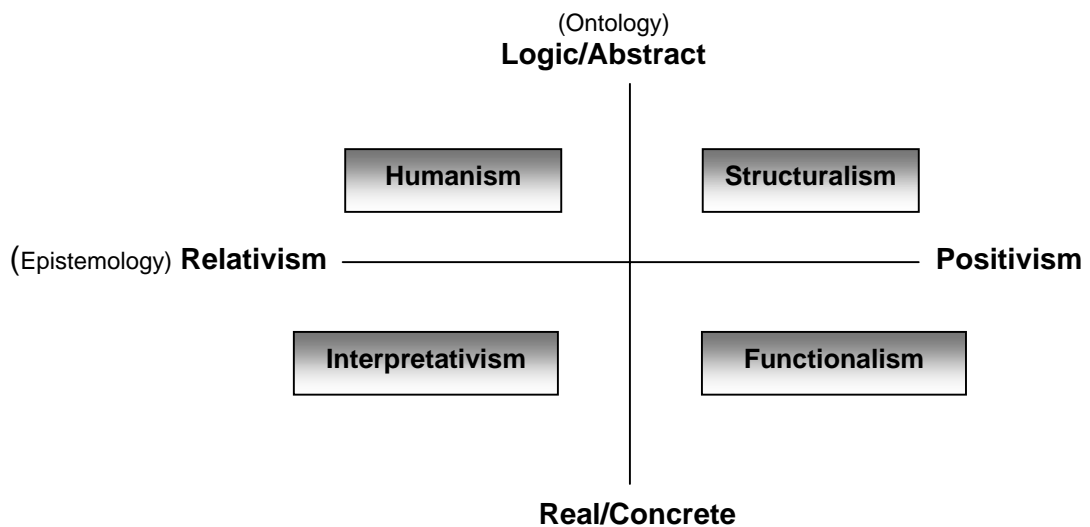 (Ontology)
Logic/Abstract
Humanism
Structuralism
(Epistemology) Relativism
Positivism
Interpretativism
Functionalism
Real/Concrete